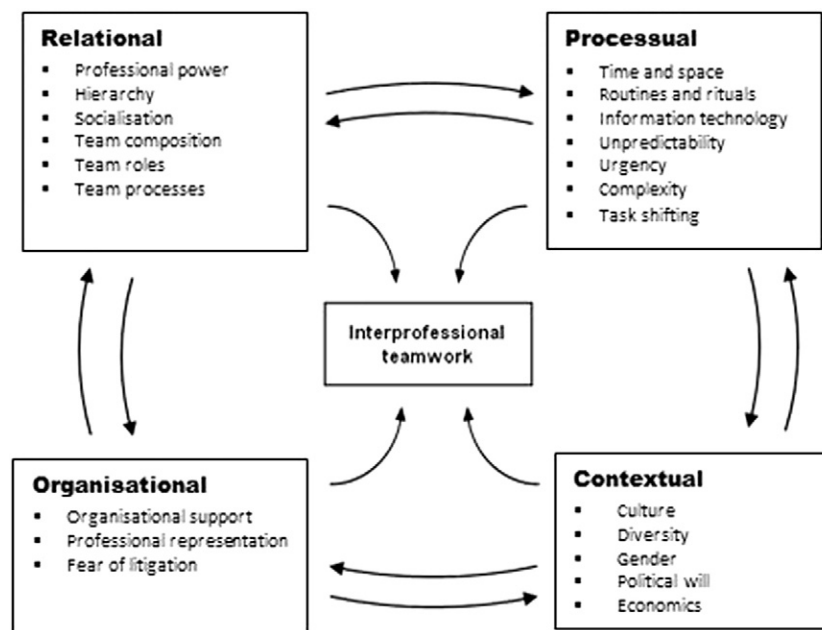 Relational
▪ Professional power
▪ Hierarchy
▪ Socialisation
▪ Team composition
▪ Team roles
▪ Team processes
Processual
▪ Time and space
▪ Routines and rituals
▪ Information technology
▪ Unpredictability
▪ Urgency
▪ Complexity
▪ Task shifting
Interprofessional
teamwork
Organisational
▪ Organisational support
▪ Professional representation
▪ Fear of litigation
Contextual
▪ Culture
▪ Diversity
▪ Gender
▪ Political will
▪ Economics